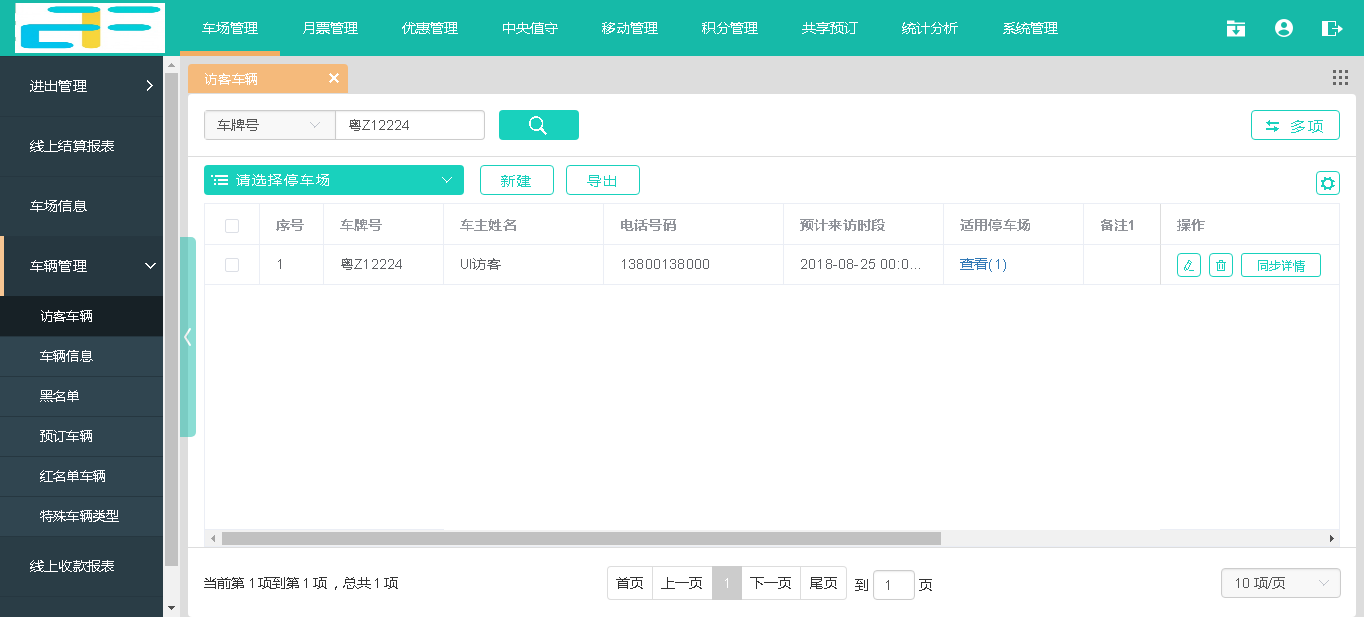 车场管理 月票管理 优惠管理 中央值守 移动管理 积分管理 共享预订 统计分析 系统管理
进出管理
线上结算报表
车场信息
车辆管理
访客车辆
车辆信息
黑名单
预订车辆
红名单车辆
特殊车辆类型
线上收款报表
访客车辆
车牌号 粤Z12224 多项
请选择停车场 新建 导出
序号 车牌号 车主姓名 电话号码 预计来访时段 适用停车场 备注1 操作
1 粤Z12224 UI访客 13800138000 2018-08-25 00:0... 查看(1) 同步详情
当前第 1 项到第 1 项，总共 1 项 首页 上一页 1 下一页 尾页 到 1 页 10 项/页